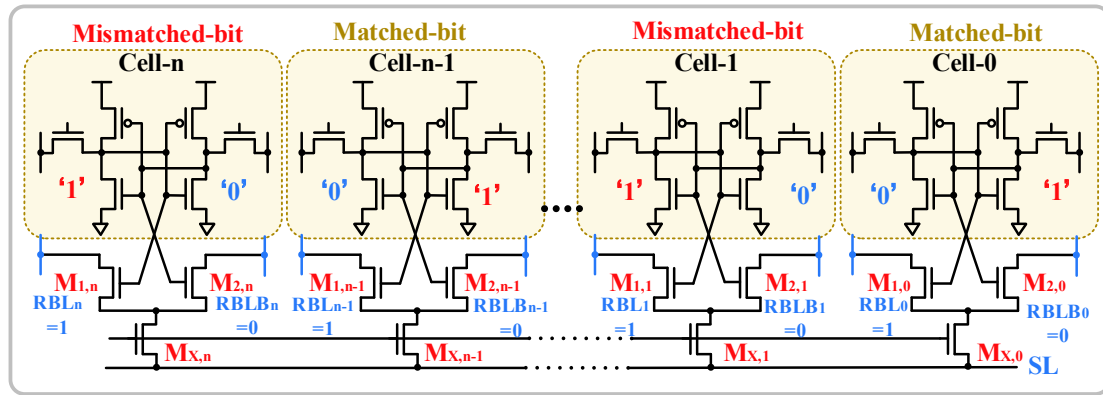 Mismatched-bit Matched-bit Mismatched-bit Matched-bit
Cell-n Cell-n-1 Cell-1 Cell-0
‘1’ ‘0’ ‘0’ ‘1’ ‘1’ ‘0’ ‘0’ ‘1’
M1,n M2,n M1,n-1 M2,n-1 M1,1 M2,1 M1,0 M2,0
RBLn RBLBn RBLn-1 RBLBn-1 RBL1 RBLB1 RBL0 RBLB0
=1 =0 =1 =0 =1 =0 =1 =0
MX,n MX,n-1 MX,1 MX,0
SL